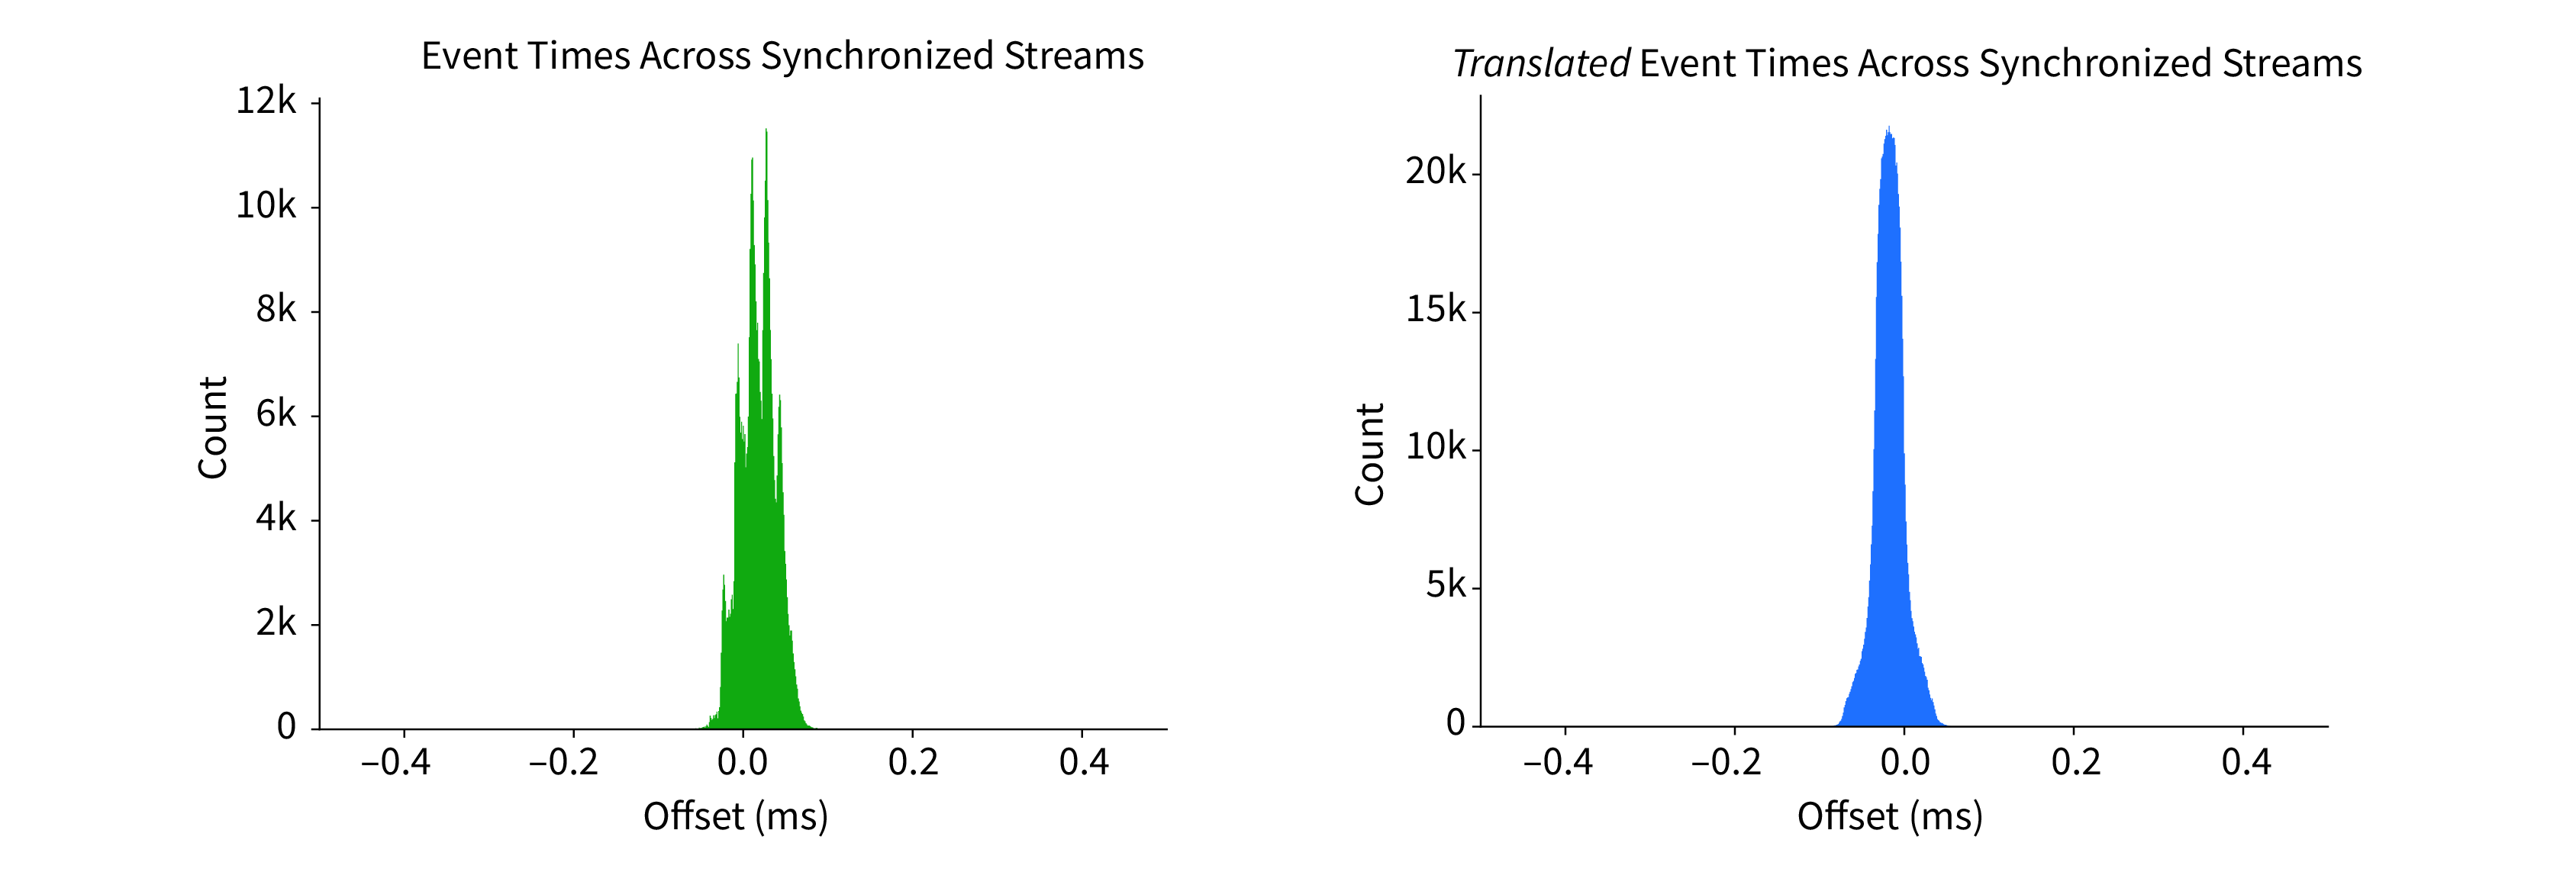 Event Times Across Synchronized Streams
12k
10k
8k
6k
4k
2k
0
Count
−0.4 −0.2 0.0 0.2 0.4
Offset (ms)
Translated Event Times Across Synchronized Streams
20k
15k
10k
5k
0
Count
−0.4 −0.2 0.0 0.2 0.4
Offset (ms)